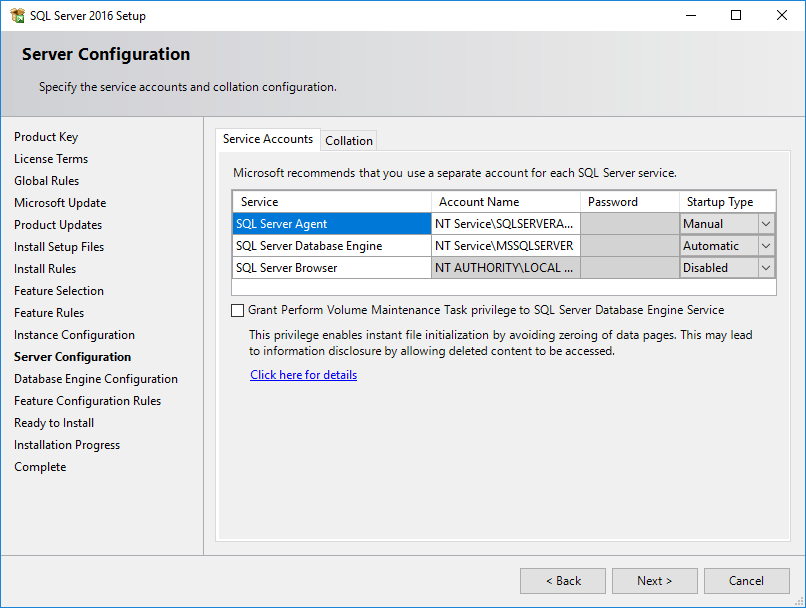 SQL Server 2016 Setup
Server Configuration
Specify the service accounts and collation configuration.
Product Key
License Terms
Global Rules
Microsoft Update
Product Updates
Install Setup Files
Install Rules
Feature Selection
Feature Rules
Instance Configuration
Server Configuration
Database Engine Configuration
Feature Configuration Rules
Ready to Install
Installation Progress
Complete
Service Accounts Collation
Microsoft recommends that you use a separate account for each SQL Server service.
Service Account Name Password Startup Type
SQL Server Agent NT Service\SQLSERVERA... Manual
SQL Server Database Engine NT Service\MSSQLSERVER Automatic
SQL Server Browser NT AUTHORITY\LOCAL ... Disabled
Grant Perform Volume Maintenance Task privilege to SQL Server Database Engine Service
This privilege enables instant file initialization by avoiding zeroing of data pages. This may lead
to information disclosure by allowing deleted content to be accessed.
Click here for details
< Back Next > Cancel